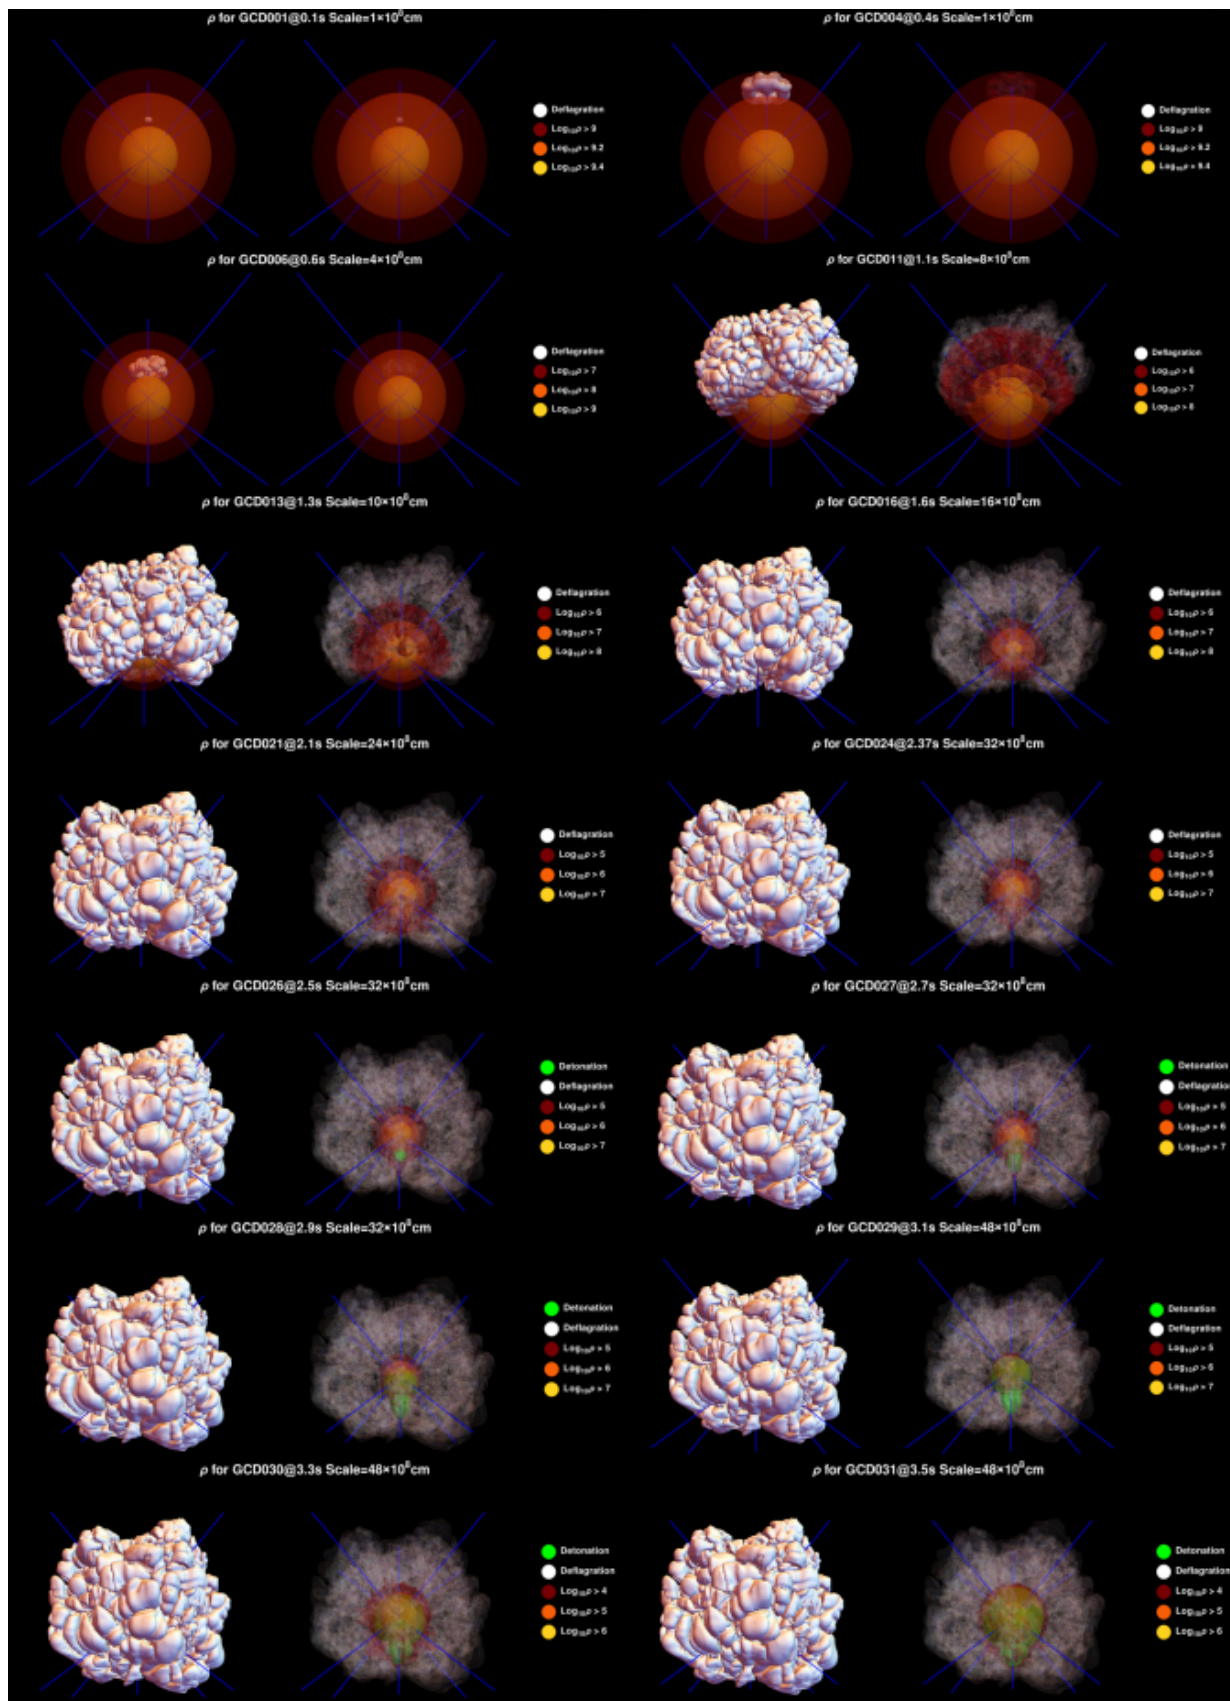 ρ for GCD001@0.1s Scale=1×10⁸cm
Deflagration
Log₁₀ρ > 9
Log₁₀ρ > 9.2
Log₁₀ρ > 9.4
ρ for GCD004@0.4s Scale=1×10⁸cm
Deflagration
Log₁₀ρ > 9
Log₁₀ρ > 9.2
Log₁₀ρ > 9.4
ρ for GCD006@0.6s Scale=4×10⁸cm
Deflagration
Log₁₀ρ > 7
Log₁₀ρ > 8
Log₁₀ρ > 9
ρ for GCD011@1.1s Scale=8×10⁸cm
Deflagration
Log₁₀ρ > 6
Log₁₀ρ > 7
Log₁₀ρ > 8
ρ for GCD013@1.3s Scale=10×10⁸cm
Deflagration
Log₁₀ρ > 6
Log₁₀ρ > 7
Log₁₀ρ > 8
ρ for GCD016@1.6s Scale=16×10⁸cm
Deflagration
Log₁₀ρ > 6
Log₁₀ρ > 7
Log₁₀ρ > 8
ρ for GCD021@2.1s Scale=24×10⁸cm
Deflagration
Log₁₀ρ > 5
Log₁₀ρ > 6
Log₁₀ρ > 7
ρ for GCD024@2.37s Scale=32×10⁸cm
Deflagration
Log₁₀ρ > 5
Log₁₀ρ > 6
Log₁₀ρ > 7
ρ for GCD026@2.5s Scale=32×10⁸cm
Detonation
Deflagration
Log₁₀ρ > 5
Log₁₀ρ > 6
Log₁₀ρ > 7
ρ for GCD027@2.7s Scale=32×10⁸cm
Detonation
Deflagration
Log₁₀ρ > 5
Log₁₀ρ > 6
Log₁₀ρ > 7
ρ for GCD028@2.9s Scale=32×10⁸cm
Detonation
Deflagration
Log₁₀ρ > 5
Log₁₀ρ > 6
Log₁₀ρ > 7
ρ for GCD029@3.1s Scale=48×10⁸cm
Detonation
Deflagration
Log₁₀ρ > 5
Log₁₀ρ > 6
Log₁₀ρ > 7
ρ for GCD030@3.3s Scale=48×10⁸cm
Detonation
Deflagration
Log₁₀ρ > 4
Log₁₀ρ > 5
Log₁₀ρ > 6
ρ for GCD031@3.5s Scale=48×10⁸cm
Detonation
Deflagration
Log₁₀ρ > 4
Log₁₀ρ > 5
Log₁₀ρ > 6